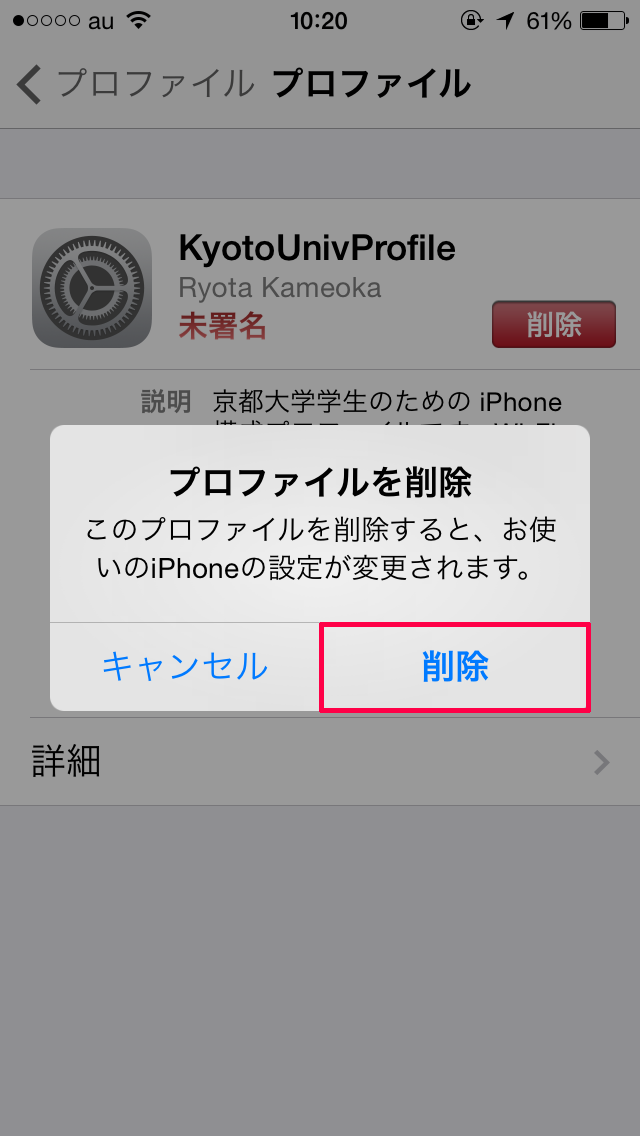 au 10:20 61%
プロファイル プロファイル
KyotoUnivProfile
Ryota Kameoka
未署名
削除
説明 京都大学学生のための iPhone
プロファイルを削除
このプロファイルを削除すると、お使
いのiPhoneの設定が変更されます。
キャンセル 削除
詳細